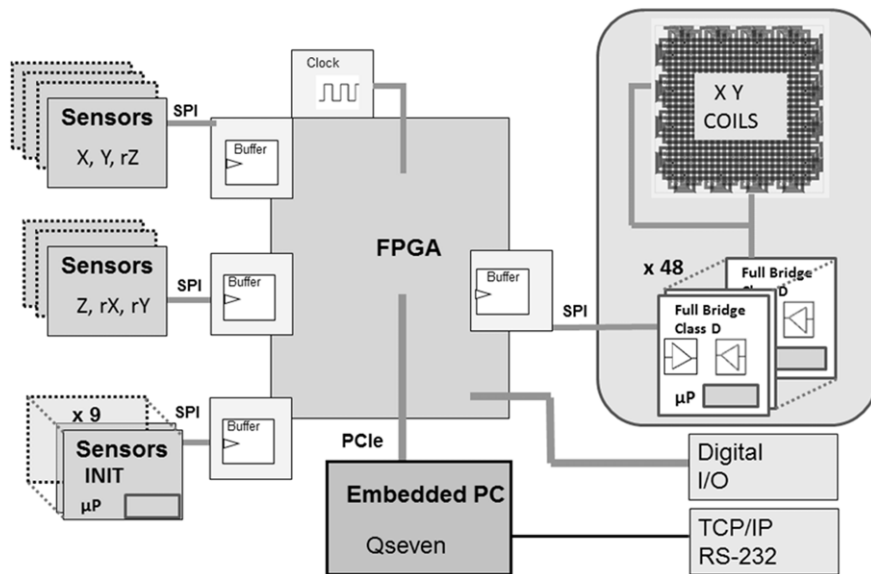 Clock
SPI
Sensors
X, Y, rZ
Buffer
X Y
COILS
FPGA
Sensors
Z, rX, rY
SPI
Buffer
Buffer
SPI
x 48
Full Bridge
D
Full Bridge
Class D
µP
x 9
SPI
Sensors
INIT
µP
Buffer
PCIe
Embedded PC
Qseven
Digital
I/O
TCP/IP
RS-232